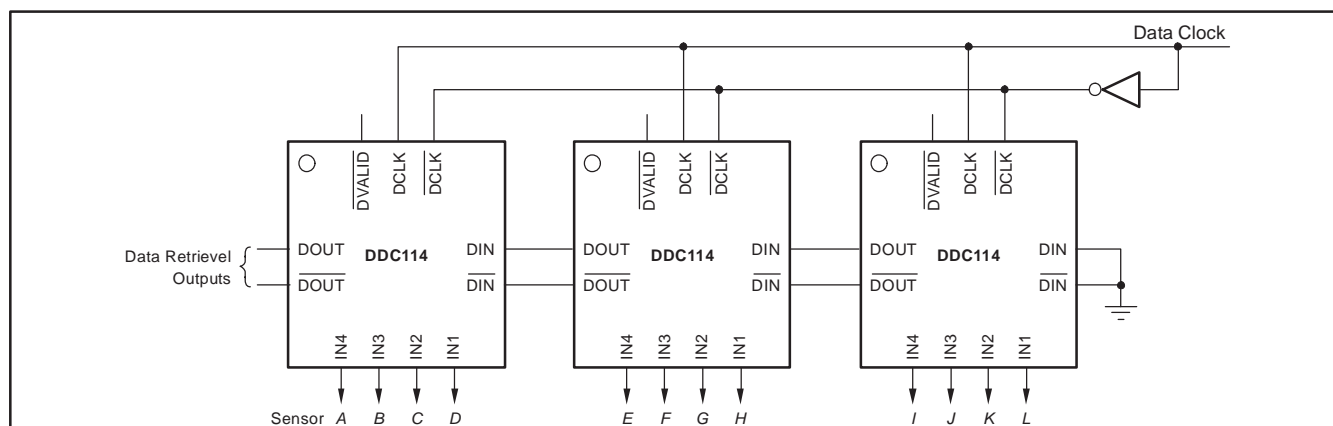 Data Clock
DVALID DCLK DCLK DVALID DCLK DCLK DVALID DCLK DCLK
Data Retrievel
Outputs
DOUT DDC114 DIN DOUT DDC114 DIN DOUT DDC114 DIN
DOUT DIN DOUT DIN DOUT DIN
IN4 IN3 IN2 IN1 IN4 IN3 IN2 IN1 IN4 IN3 IN2 IN1
Sensor A B C D E F G H I J K L